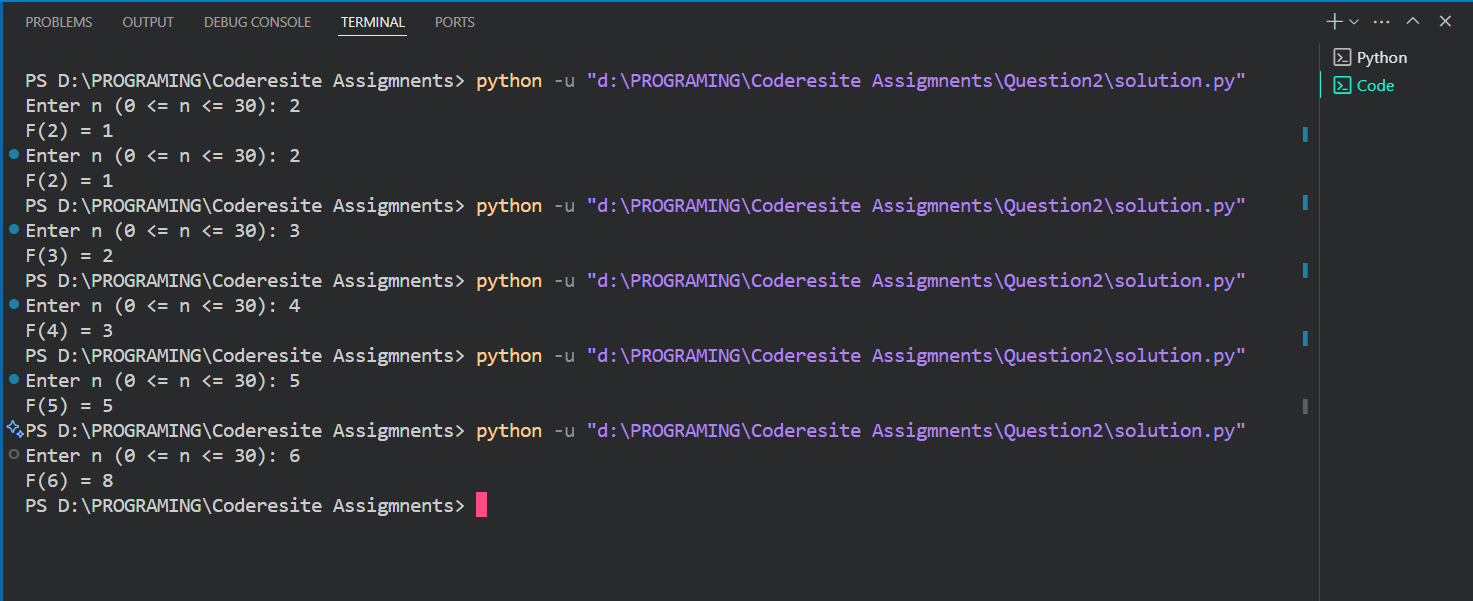 PROBLEMS OUTPUT DEBUG CONSOLE TERMINAL PORTS
Python
Code
PS D:\PROGRAMING\Coderesite Assigmnents> python -u "d:\PROGRAMING\Coderesite Assigmnents\Question2\solution.py"
Enter n (0 <= n <= 30): 2
F(2) = 1
Enter n (0 <= n <= 30): 2
F(2) = 1
PS D:\PROGRAMING\Coderesite Assigmnents> python -u "d:\PROGRAMING\Coderesite Assigmnents\Question2\solution.py"
Enter n (0 <= n <= 30): 3
F(3) = 2
PS D:\PROGRAMING\Coderesite Assigmnents> python -u "d:\PROGRAMING\Coderesite Assigmnents\Question2\solution.py"
Enter n (0 <= n <= 30): 4
F(4) = 3
PS D:\PROGRAMING\Coderesite Assigmnents> python -u "d:\PROGRAMING\Coderesite Assigmnents\Question2\solution.py"
Enter n (0 <= n <= 30): 5
F(5) = 5
PS D:\PROGRAMING\Coderesite Assigmnents> python -u "d:\PROGRAMING\Coderesite Assigmnents\Question2\solution.py"
Enter n (0 <= n <= 30): 6
F(6) = 8
PS D:\PROGRAMING\Coderesite Assigmnents>